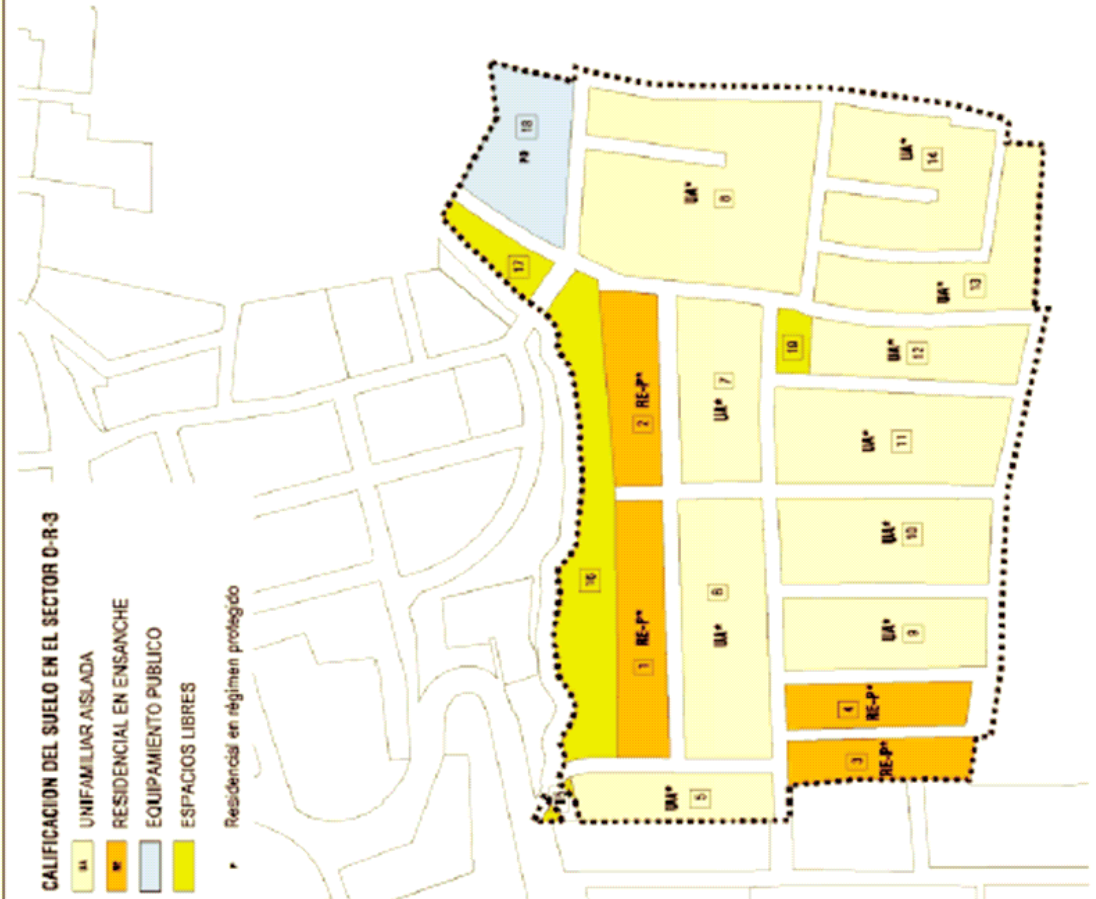 CALIFICACION DEL SUELO EN EL SECTOR O-R-3
UA UNIFAMILIAR AISLADA
RE RESIDENCIAL EN ENSANCHE
EQUIPAMIENTO PUBLICO
ESPACIOS LIBRES
* Residencial en régimen protegido
UA* 5
16
1 RE-P*
2 RE-P*
17
18
UA* 6
UA* 7
UA* 8
3 RE-P*
4 RE-P*
UA* 9
UA* 10
UA* 11
19
UA* 12
UA* 13
UA* 14